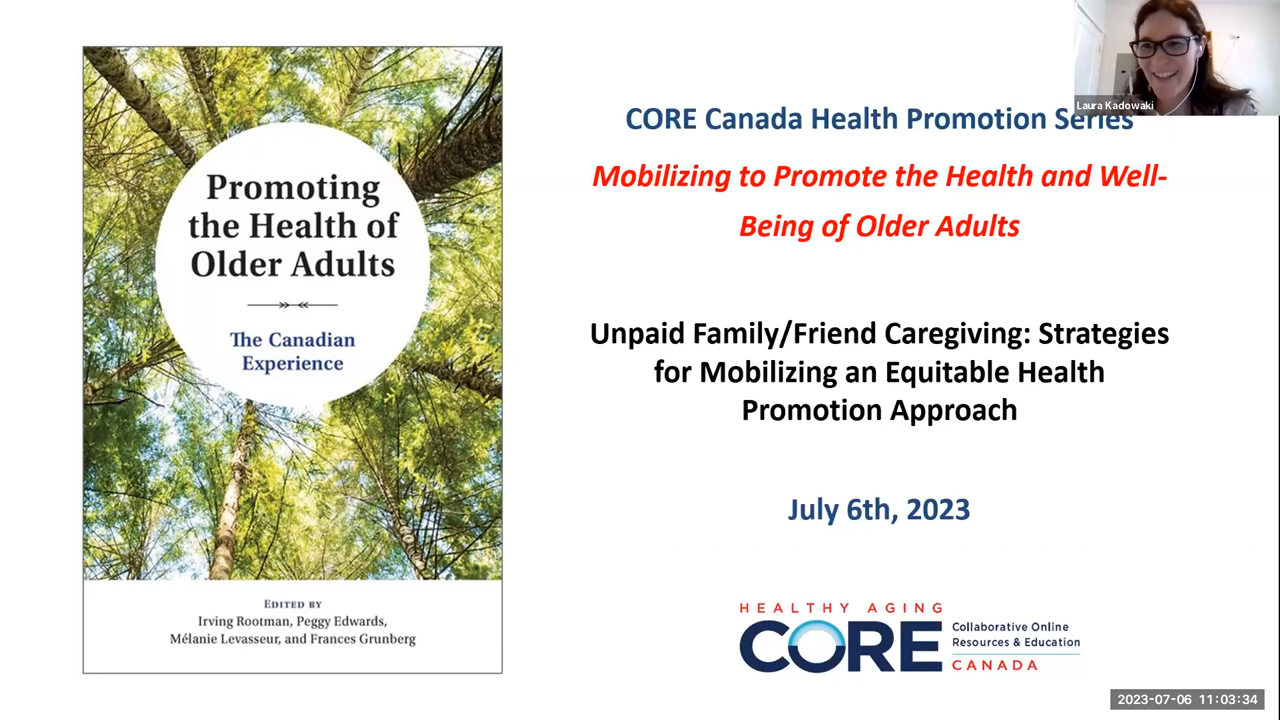 Promoting
the Health of
Older Adults
The Canadian
Experience
EDITED BY
Irving Rootman, Peggy Edwards,
Mélanie Levasseur, and Frances Grunberg
Laura Kadowaki
CORE Canada Health Promotion Series
Mobilizing to Promote the Health and Well-
Being of Older Adults
Unpaid Family/Friend Caregiving: Strategies
for Mobilizing an Equitable Health
Promotion Approach
July 6th, 2023
HEALTHY AGING
CORE
Collaborative Online
Resources & Education
CANADA
2023-07-06 11:03:34